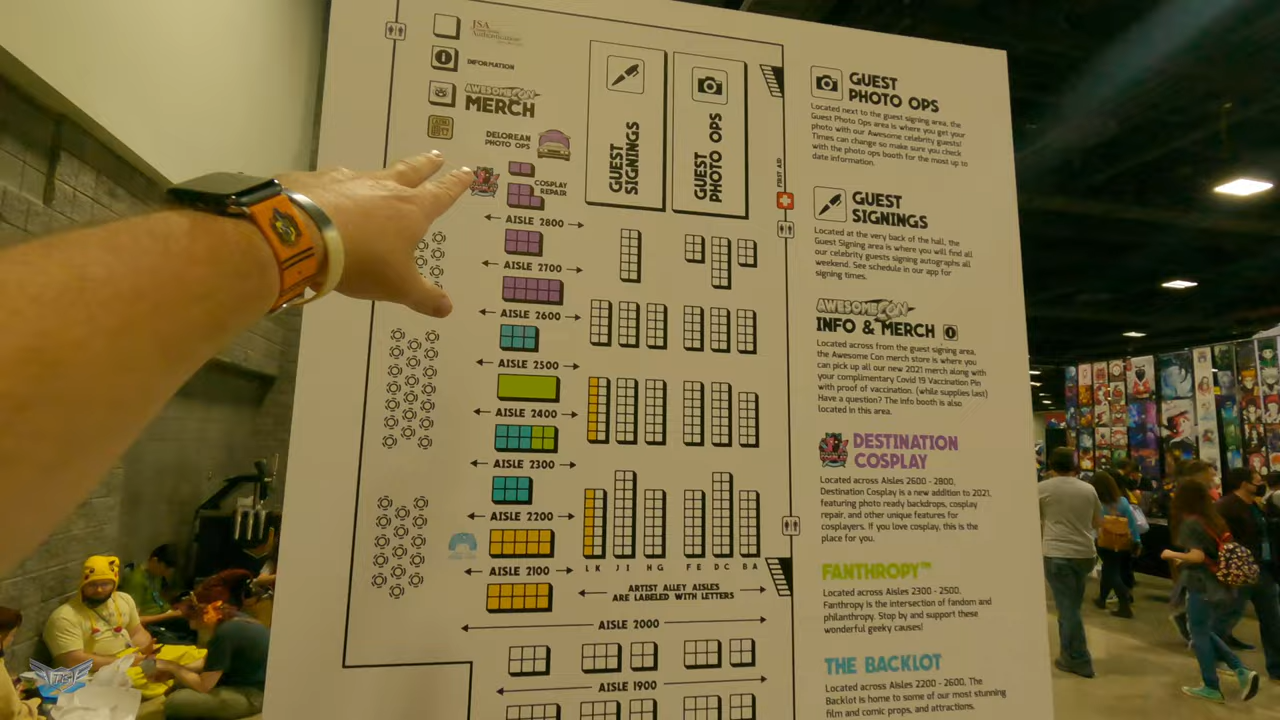 JSA
Authentication
INFORMATION
AWESOME CON
MERCH
DELOREAN
PHOTO OPS
COSPLAY
REPAIR
← AISLE 2800 →
← AISLE 2700 →
← AISLE 2600 →
← AISLE 2500 →
← AISLE 2400 →
← AISLE 2300 →
← AISLE 2200 →
← AISLE 2100 →
GUEST
SIGNINGS
GUEST
PHOTO OPS
FIRST AID
L K J I H G F E D C B A
ARTIST ALLEY AISLES
ARE LABELED WITH LETTERS
← AISLE 2000 →
← AISLE 1900 →
GUEST
PHOTO OPS
Located next to the guest signing area, the
Guest Photo Ops area is where you get your
photo with our Awesome celebrity guests!
Times can change so make sure you check
with the photo ops booth for the most up to
date information.
GUEST
SIGNINGS
Located at the very back of the hall, the
Guest Signing area is where you will find all
our celebrity guests signing autographs all
weekend. See schedule in our app for
signing times.
AWESOME CON
INFO & MERCH
Located across from the guest signing area,
the Awesome Con merch store is where you
can pick up all our new 2021 merch along with
your complimentary Covid 19 Vaccination Pin
with proof of vaccination. (while supplies last)
Have a question? The info booth is also
located in this area.
DESTINATION
COSPLAY
Located across Aisles 2600 - 2800,
Destination Cosplay is a new addition to 2021,
featuring photo ready backdrops, cosplay
repair, and other unique features for
cosplayers. If you love cosplay, this is the
place for you.
FANTHROPY™
Located across Aisles 2300 - 2500,
Fanthropy is the intersection of fandom and
philanthropy. Stop by and support these
wonderful geeky causes!
THE BACKLOT
Located across Aisles 2200 - 2600, The
Backlot is home to some of our most stunning
film and comic props, and attractions.